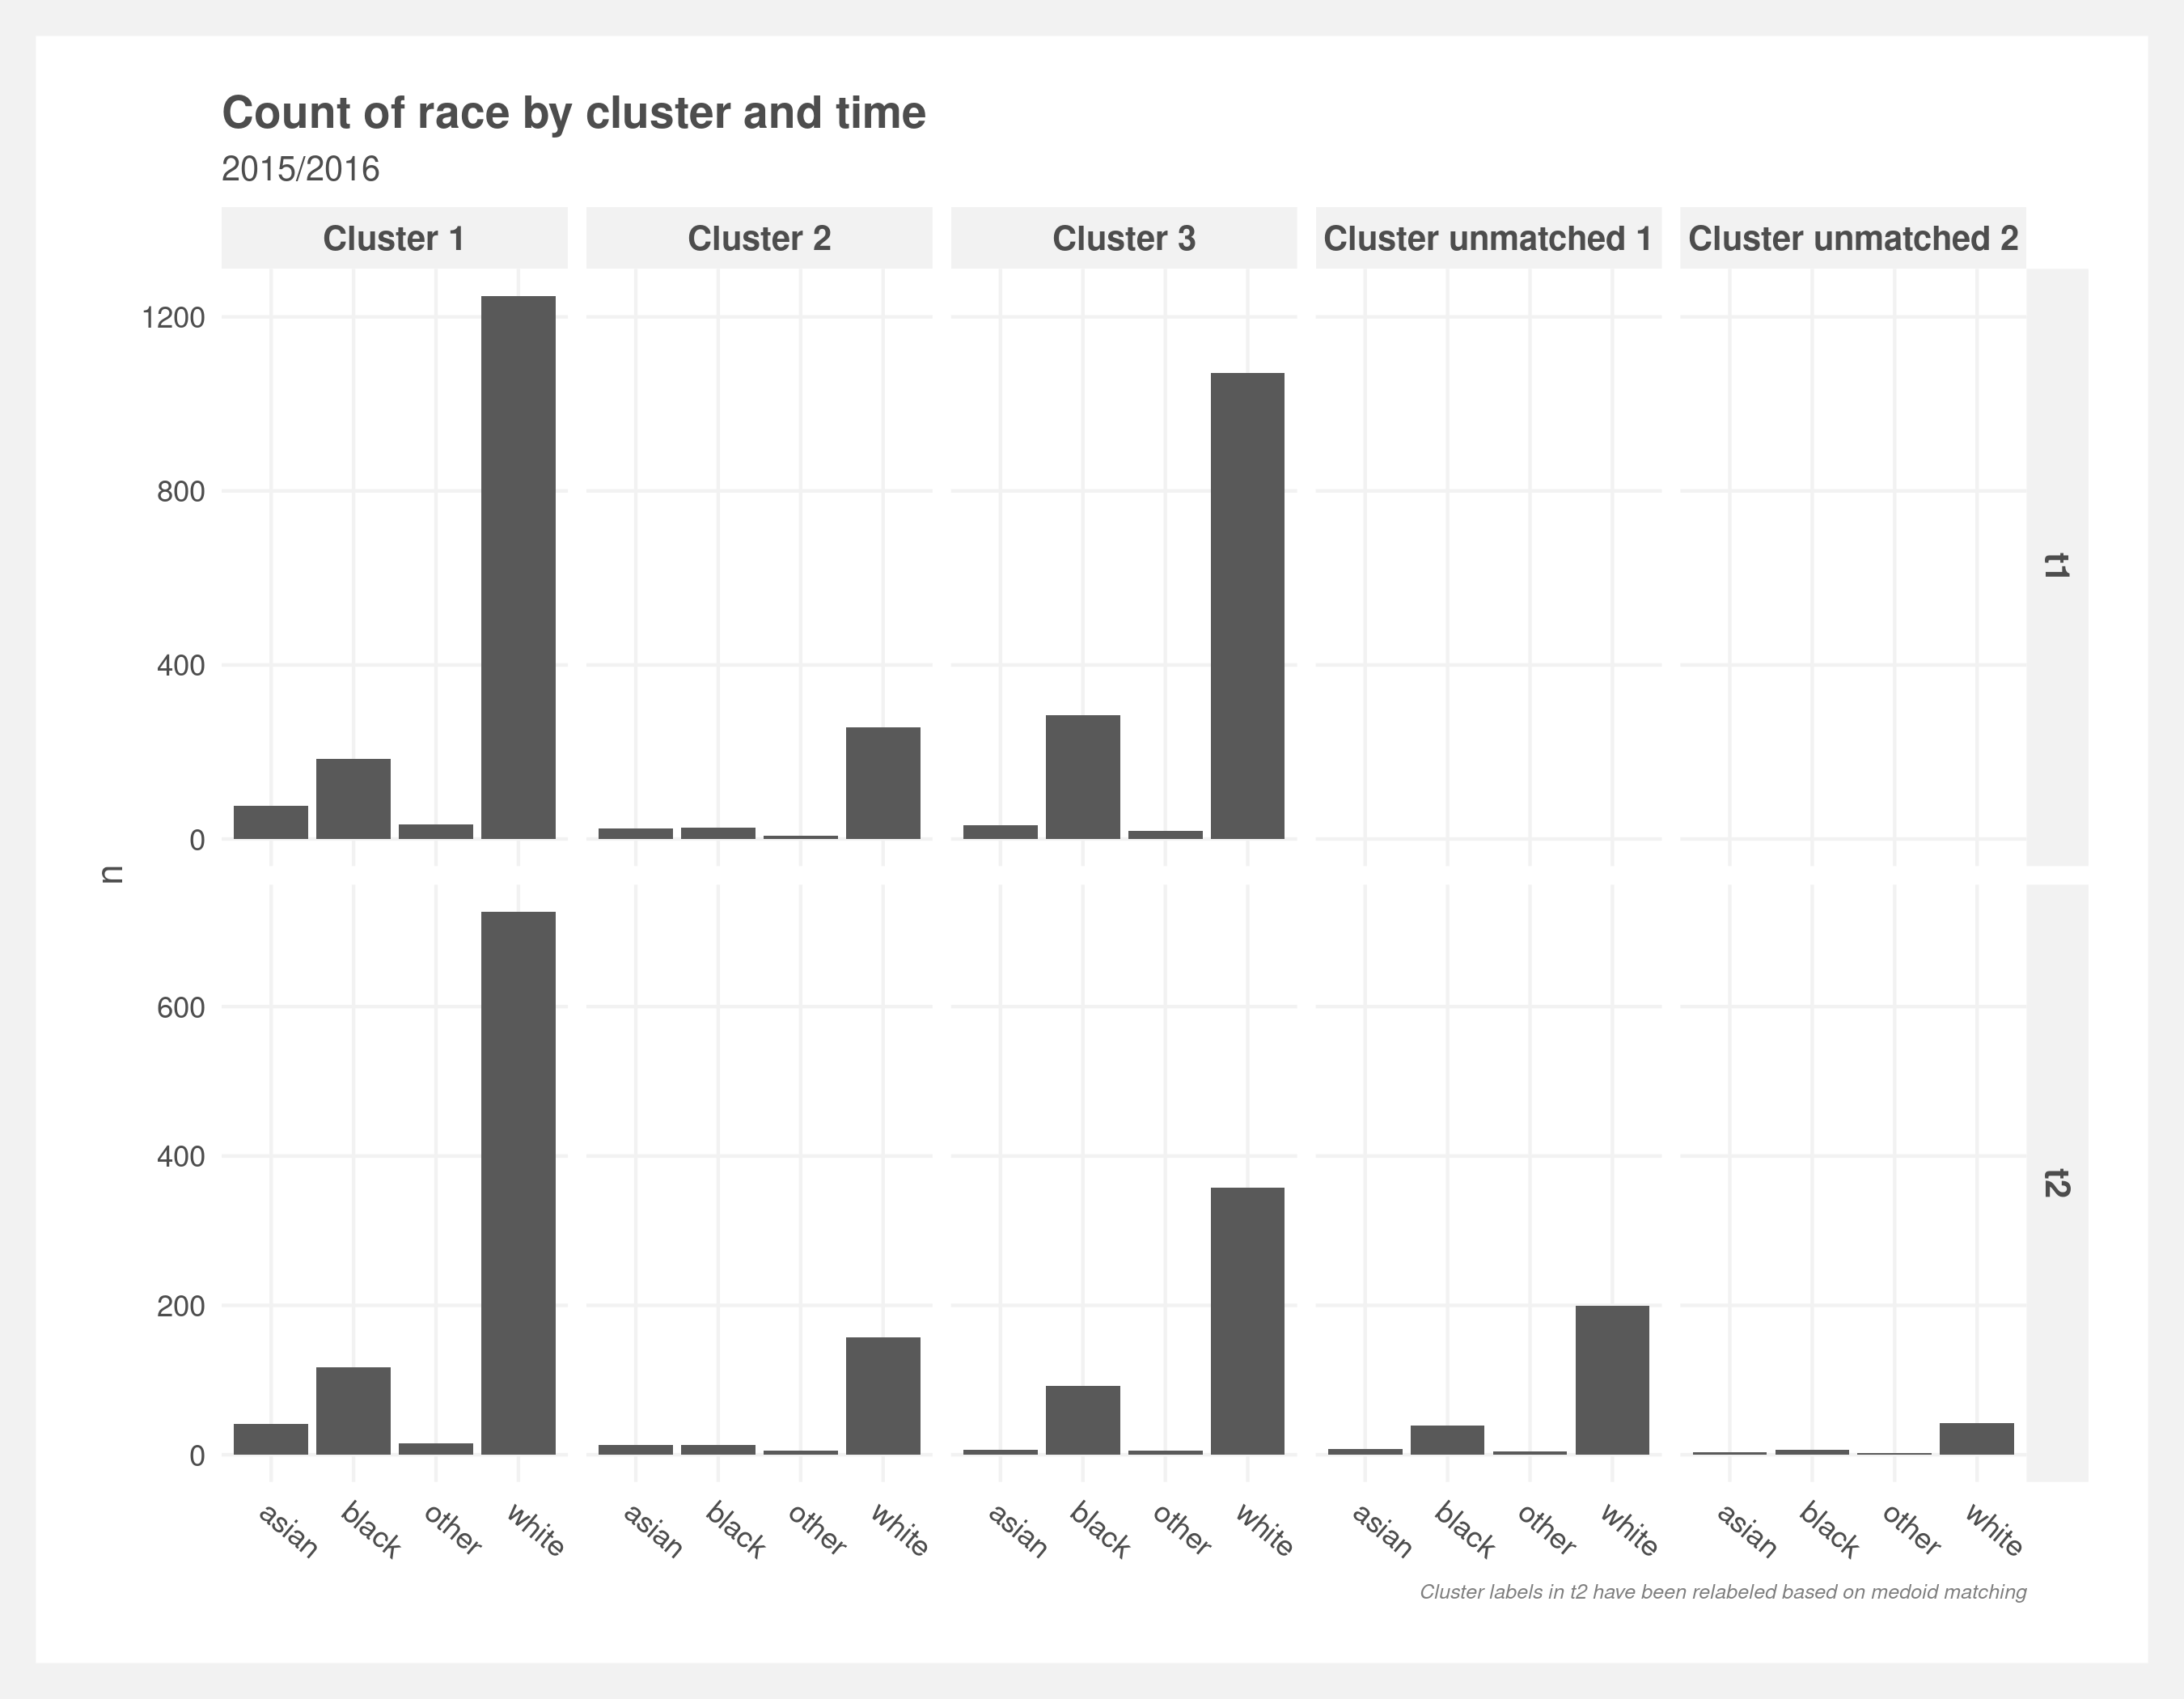 Count of race by cluster and time
2015/2016
Cluster 1 Cluster 2 Cluster 3 Cluster unmatched 1 Cluster unmatched 2
1200
800
400
0
t1
n
600
400
200
0
t2
asian black other white asian black other white asian black other white asian black other white asian black other white
Cluster labels in t2 have been relabeled based on medoid matching